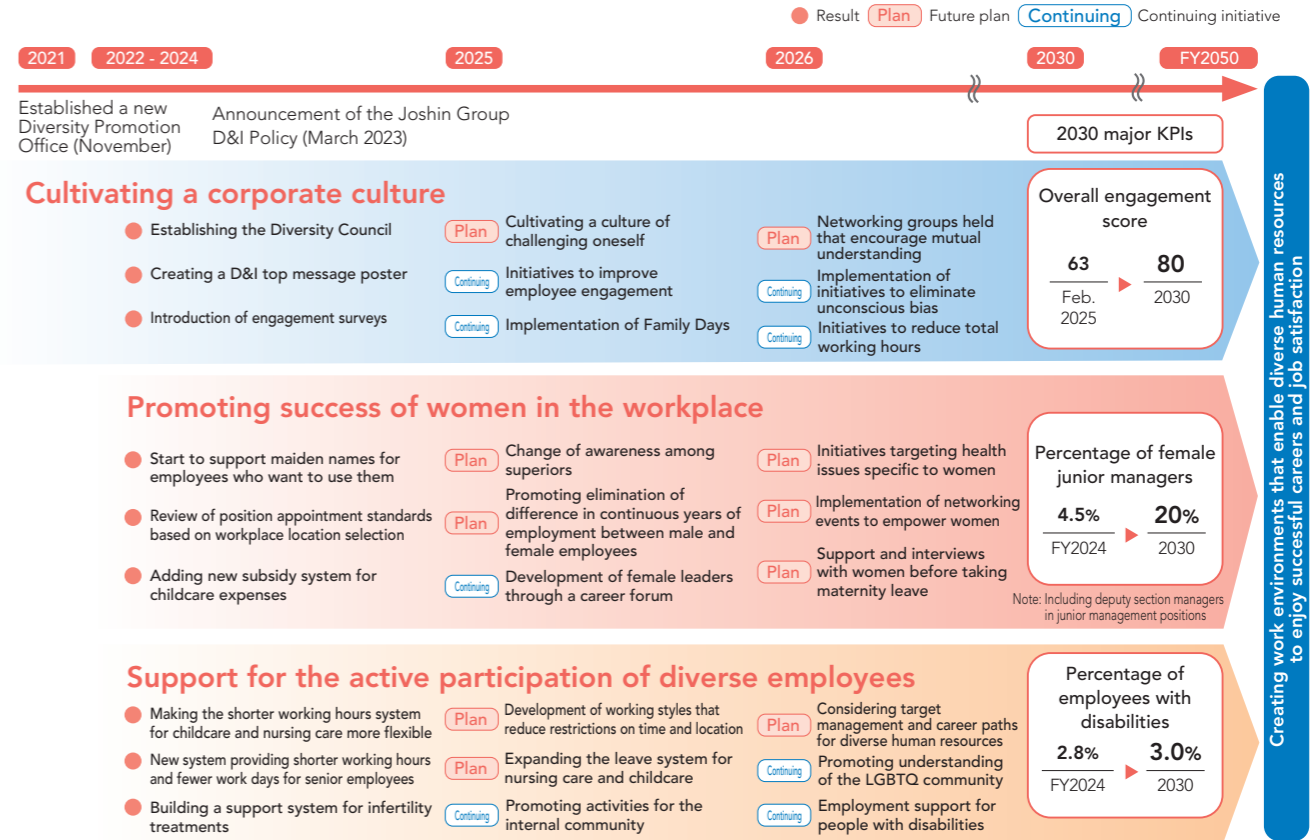 Result Plan Future plan Continuing Continuing initiative
2021
2022 - 2024
2025
2026
2030
FY2050
Established a new
Diversity Promotion
Office (November)
Announcement of the Joshin Group
D&I Policy (March 2023)
2030 major KPIs
Cultivating a corporate culture
Establishing the Diversity Council
Creating a D&I top message poster
Introduction of engagement surveys
Plan
Cultivating a culture of
challenging oneself
Continuing
Initiatives to improve
employee engagement
Continuing
Implementation of Family Days
Plan
Networking groups held
that encourage mutual
understanding
Continuing
Implementation of
initiatives to eliminate
unconscious bias
Continuing
Initiatives to reduce total
working hours
Overall engagement
score
63
Feb.
2025
80
2030
Promoting success of women in the workplace
Start to support maiden names for
employees who want to use them
Review of position appointment standards
based on workplace location selection
Adding new subsidy system for
childcare expenses
Plan
Change of awareness among
superiors
Plan
Promoting elimination of
difference in continuous years of
employment between male and
female employees
Continuing
Development of female leaders
through a career forum
Plan
Initiatives targeting health
issues specific to women
Plan
Implementation of networking
events to empower women
Plan
Support and interviews
with women before taking
maternity leave
Percentage of female
junior managers
4.5%
FY2024
20%
2030
Note: Including deputy section managers
in junior management positions
Support for the active participation of diverse employees
Making the shorter working hours system
for childcare and nursing care more flexible
New system providing shorter working hours
and fewer work days for senior employees
Building a support system for infertility
treatments
Plan
Development of working styles that
reduce restrictions on time and location
Plan
Expanding the leave system for
nursing care and childcare
Continuing
Promoting activities for the
internal community
Plan
Considering target
management and career paths
for diverse human resources
Continuing
Promoting understanding
of the LGBTQ community
Continuing
Employment support for
people with disabilities
Percentage of
employees with
disabilities
2.8%
FY2024
3.0%
2030
Creating work environments that enable diverse human resources
to enjoy successful careers and job satisfaction